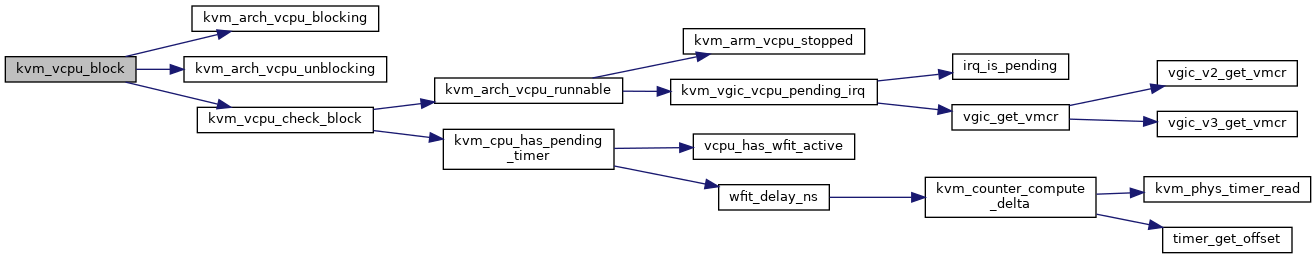 kvm_vcpu_block
kvm_arch_vcpu_blocking
kvm_arch_vcpu_unblocking
kvm_vcpu_check_block
kvm_arch_vcpu_runnable
kvm_cpu_has_pending
_timer
kvm_arm_vcpu_stopped
kvm_vgic_vcpu_pending_irq
vcpu_has_wfit_active
wfit_delay_ns
irq_is_pending
vgic_get_vmcr
kvm_counter_compute
_delta
vgic_v2_get_vmcr
vgic_v3_get_vmcr
kvm_phys_timer_read
timer_get_offset